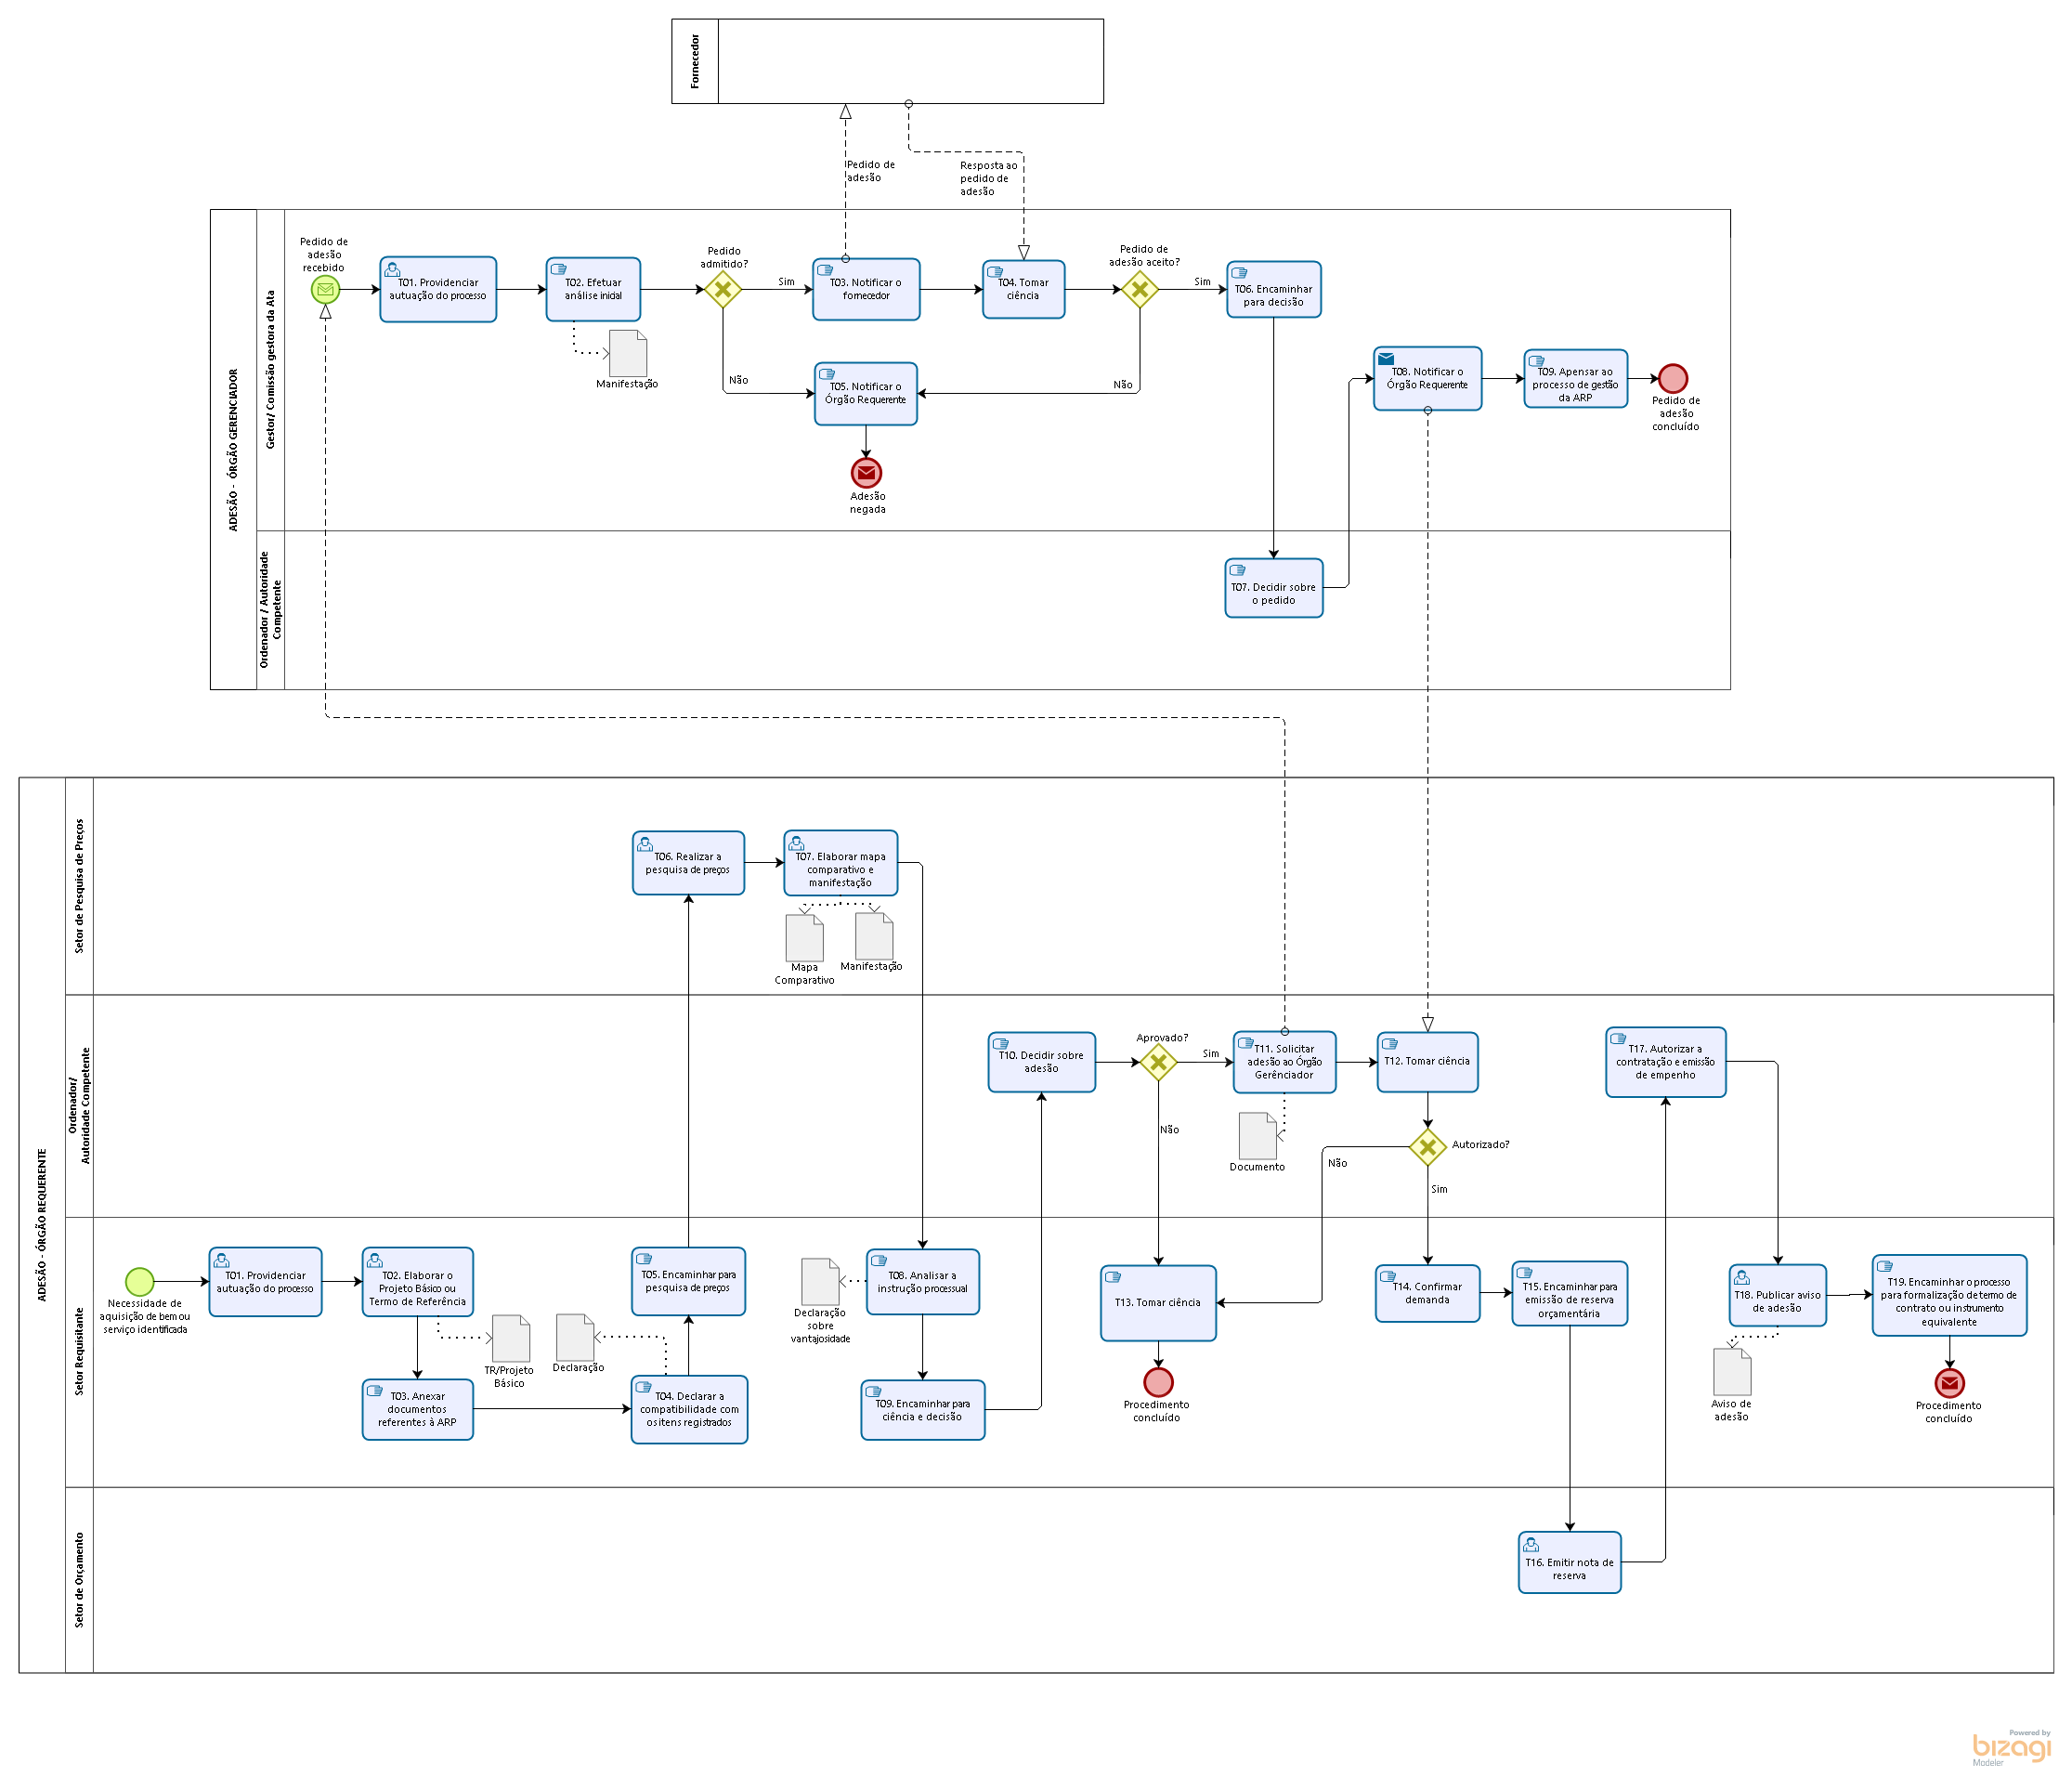 Fornecedor
Pedido de
adesão
Resposta ao
pedido de
adesão
ADESÃO - ÓRGÃO GERENCIADOR
Gestor/ Comissão gestora da Ata
Pedido de
adesão
recebido
T01. Providenciar
autuação do processo
T02. Efetuar
análise inicial
Manifestação
Pedido
admitido?
Sim
Não
T03. Notificar o
fornecedor
T04. Tomar
ciência
Pedido de
adesão aceito?
Sim
Não
T05. Notificar o
Órgão Requerente
Adesão
negada
T06. Encaminhar
para decisão
T08. Notificar o
Órgão Requerente
T09. Apensar ao
processo de gestão
da ARP
Pedido de
adesão
concluído
Ordenador / Autoridade
Competente
T07. Decidir sobre
o pedido
ADESÃO - ÓRGÃO REQUERENTE
Setor de Pesquisa de Preços
T06. Realizar a
pesquisa de preços
T07. Elaborar mapa
comparativo e
manifestação
Mapa
Comparativo
Manifestação
Ordenador/
Autoridade Competente
T10. Decidir sobre
adesão
Aprovado?
Sim
Não
T11. Solicitar
adesão ao Órgão
Gerênciador
Documento
T12. Tomar ciência
Autorizado?
Não
Sim
T17. Autorizar a
contratação e emissão
de empenho
Setor Requisitante
Necessidade de
aquisição de bem ou
serviço identificada
T01. Providenciar
autuação do processo
T02. Elaborar o
Projeto Básico ou
Termo de Referência
TR/Projeto
Básico
T03. Anexar
documentos
referentes à ARP
Declaração
T04. Declarar a
compatibilidade com
os itens registrados
T05. Encaminhar para
pesquisa de preços
Declaração
sobre
vantajosidade
T08. Analisar a
instrução processual
T09. Encaminhar para
ciência e decisão
T13. Tomar ciência
Procedimento
concluído
T14. Confirmar
demanda
T15. Encaminhar para
emissão de reserva
orçamentária
T18. Publicar aviso
de adesão
Aviso de
adesão
T19. Encaminhar o processo
para formalização de termo de
contrato ou instrumento
equivalente
Procedimento
concluído
Setor de Orçamento
T16. Emitir nota de
reserva
Powered by
bizagi
Modeler